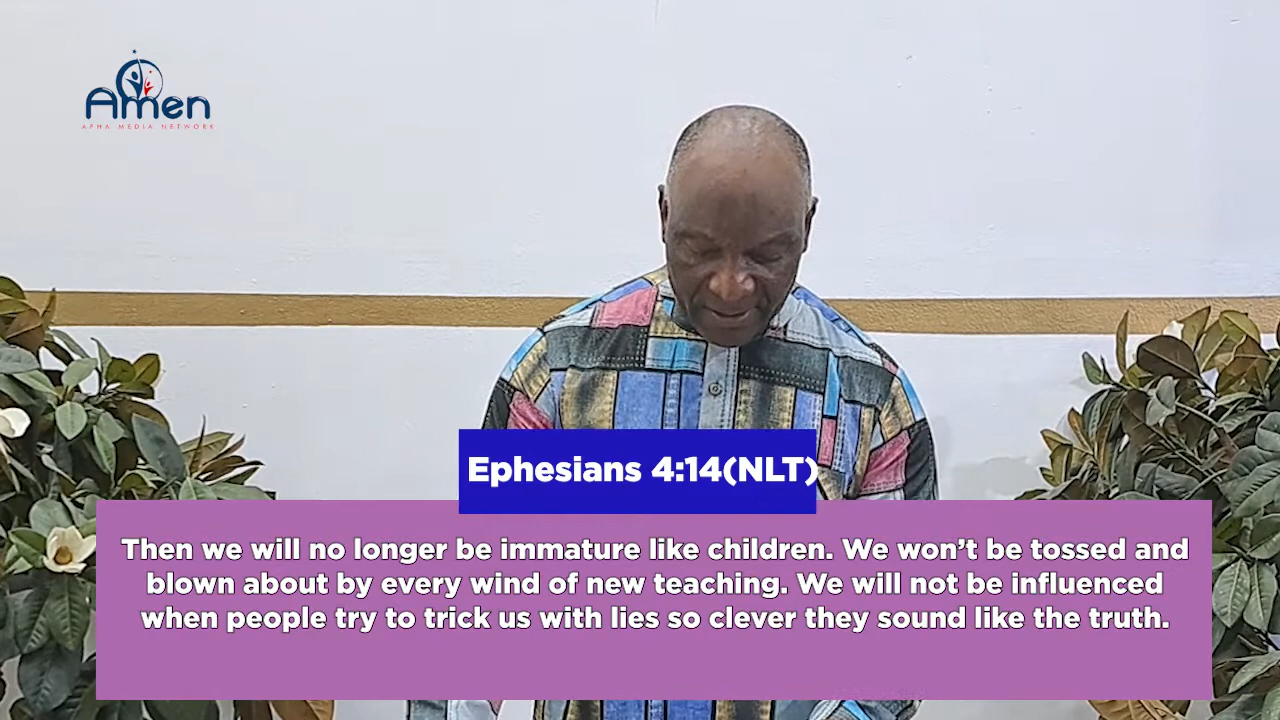 Amen
APHA MEDIA NETWORK
Ephesians 4:14(NLT)
Then we will no longer be immature like children. We won’t be tossed and
blown about by every wind of new teaching. We will not be influenced
when people try to trick us with lies so clever they sound like the truth.